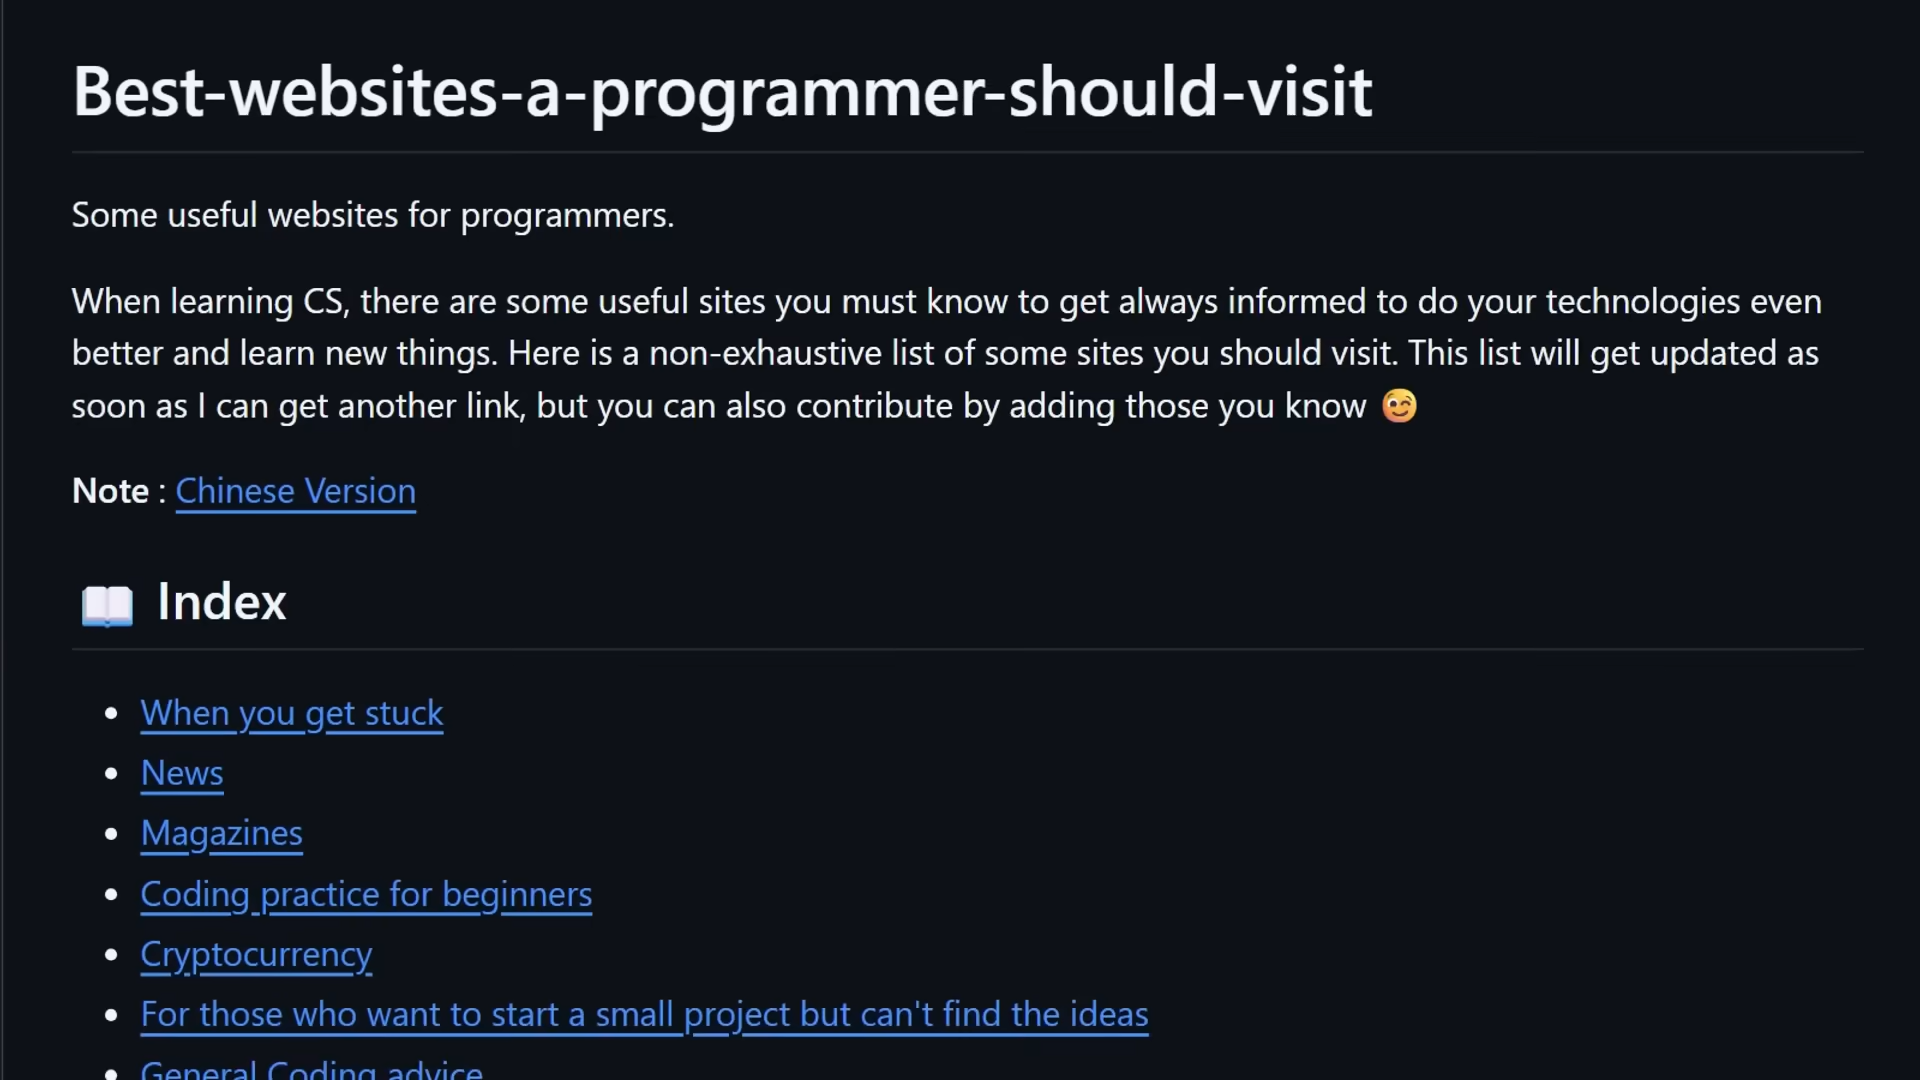 Best-websites-a-programmer-should-visit
Some useful websites for programmers.
When learning CS, there are some useful sites you must know to get always informed to do your technologies even
better and learn new things. Here is a non-exhaustive list of some sites you should visit. This list will get updated as
soon as I can get another link, but you can also contribute by adding those you know 😉
Note : Chinese Version
📖 Index
• When you get stuck
• News
• Magazines
• Coding practice for beginners
• Cryptocurrency
• For those who want to start a small project but can't find the ideas
• General Coding advice